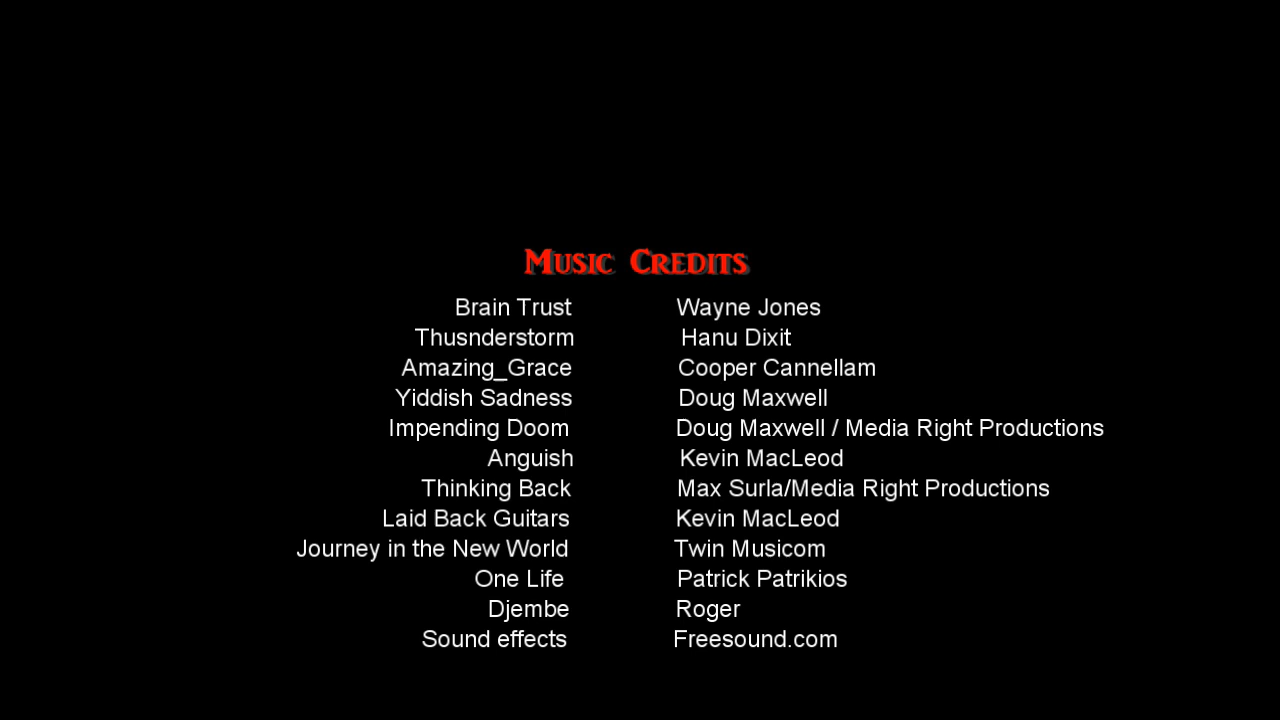 Music Credits
Brain Trust Wayne Jones
Thusnderstorm Hanu Dixit
Amazing_Grace Cooper Cannellam
Yiddish Sadness Doug Maxwell
Impending Doom Doug Maxwell / Media Right Productions
Anguish Kevin MacLeod
Thinking Back Max Surla/Media Right Productions
Laid Back Guitars Kevin MacLeod
Journey in the New World Twin Musicom
One Life Patrick Patrikios
Djembe Roger
Sound effects Freesound.com